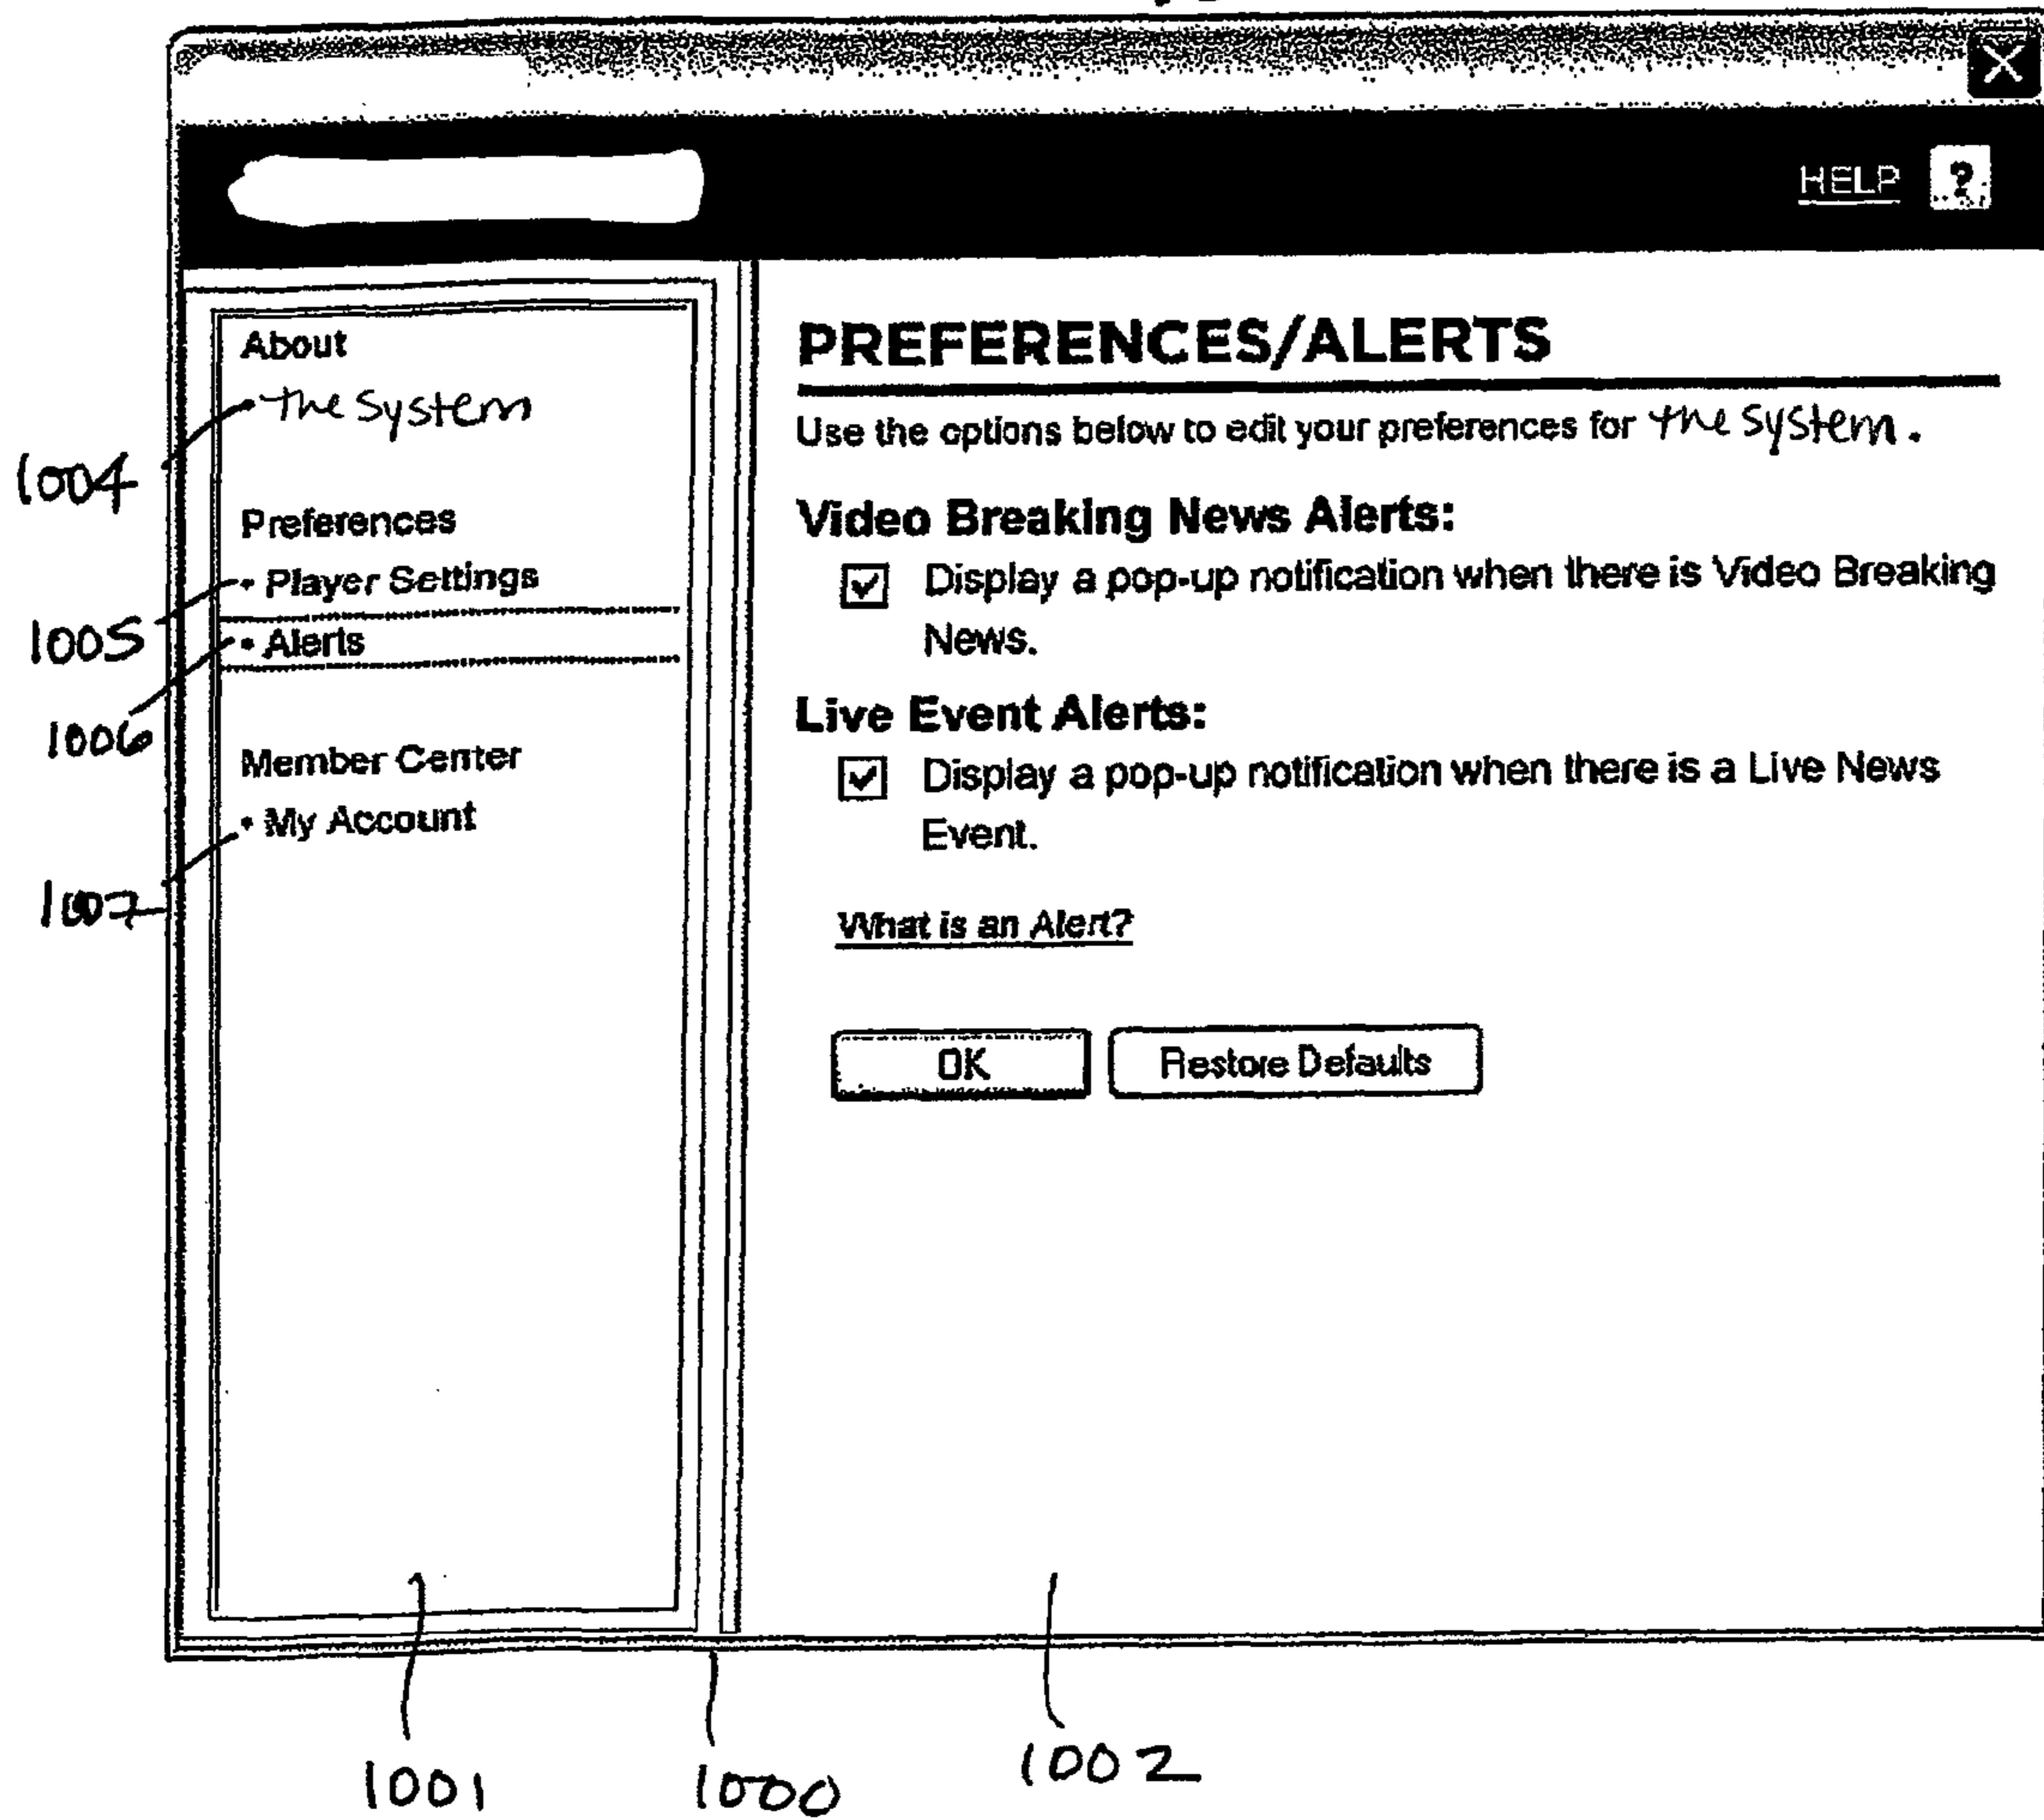 HELP ?
About
• the System
1004
Preferences
• Player Settings
1005
• Alerts
1006
Member Center
• My Account
1007
PREFERENCES/ALERTS
Use the options below to edit your preferences for the System.
Video Breaking News Alerts:
Display a pop-up notification when there is Video Breaking
News.
Live Event Alerts:
Display a pop-up notification when there is a Live News
Event.
What is an Alert?
OK
Restore Defaults
1001
1000
1002